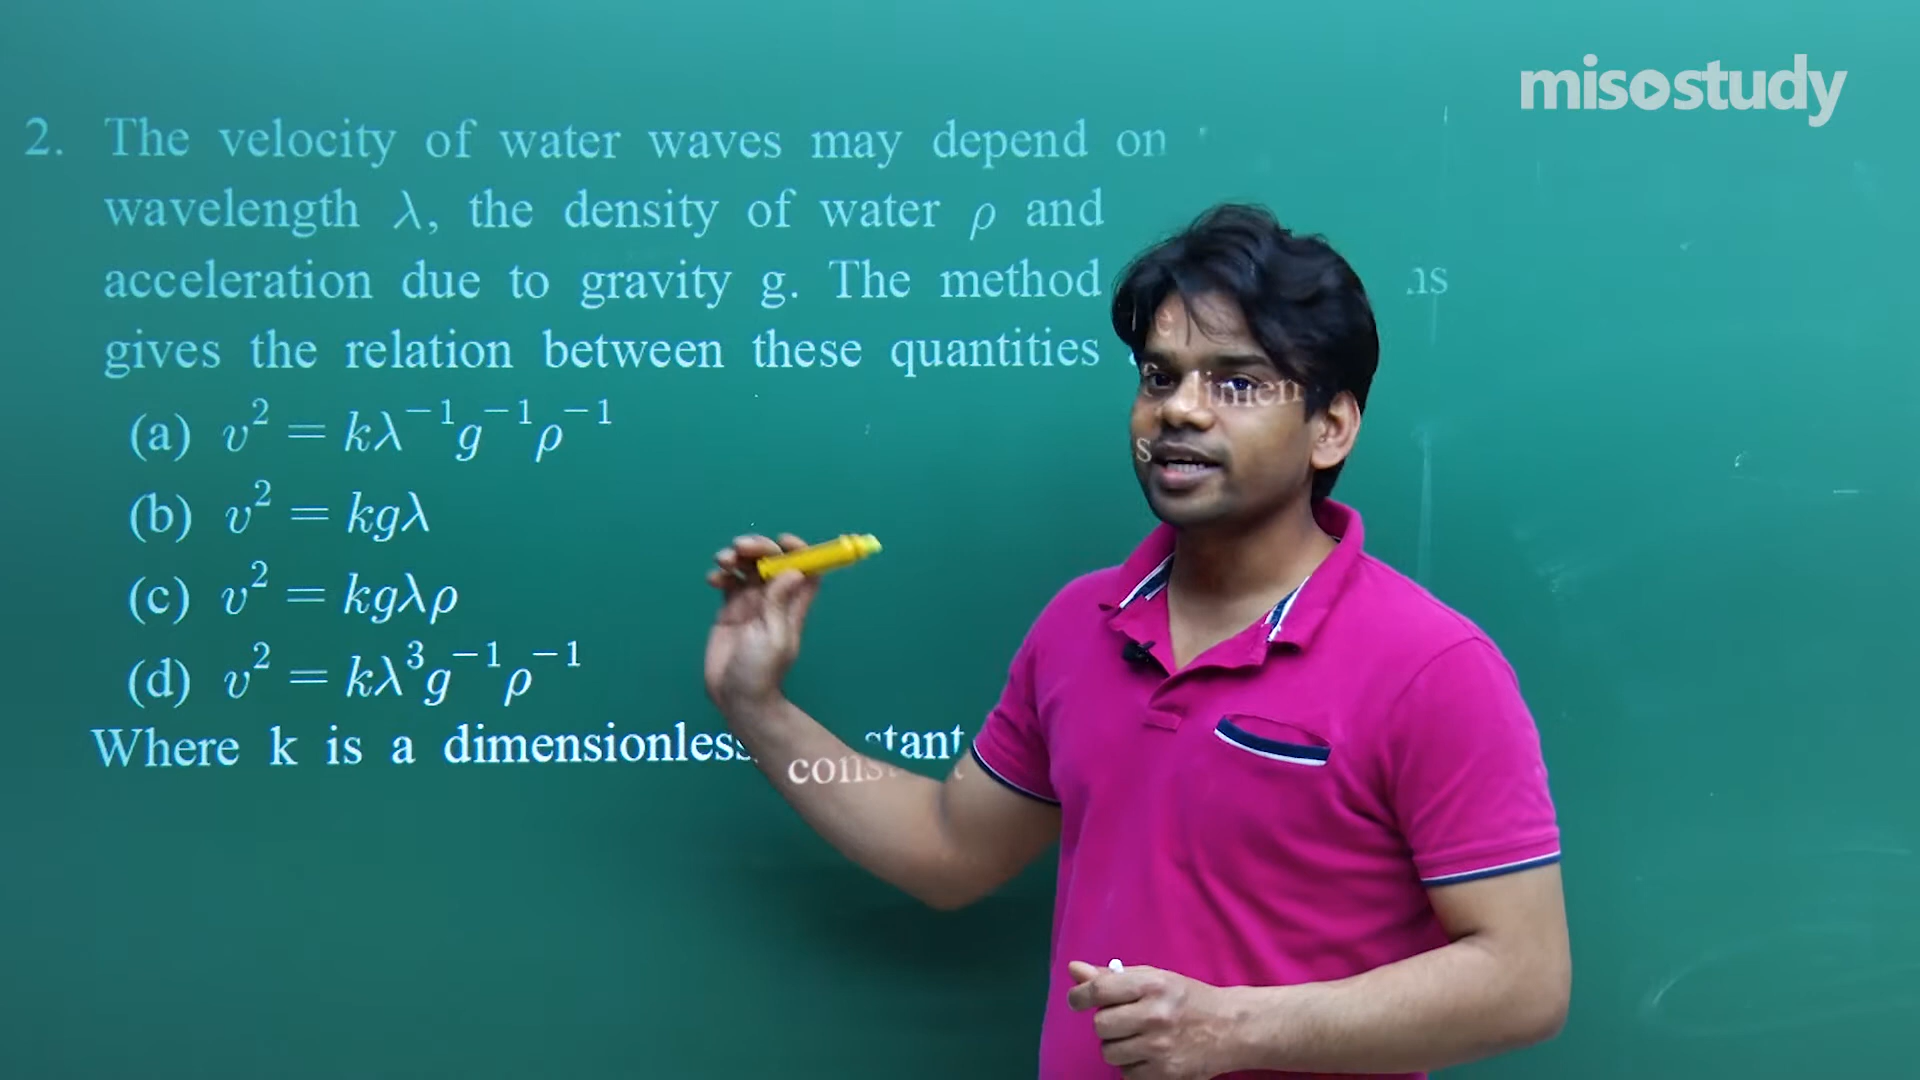 misostudy
2. The velocity of water waves may depend on
wavelength λ, the density of water ρ and
acceleration due to gravity g. The method
gives the relation between these quantities
(a) v² = kλ⁻¹g⁻¹ρ⁻¹
(b) v² = kgλ
(c) v² = kgλρ
(d) v² = kλ³g⁻¹ρ⁻¹
Where k is a dimensionless constant